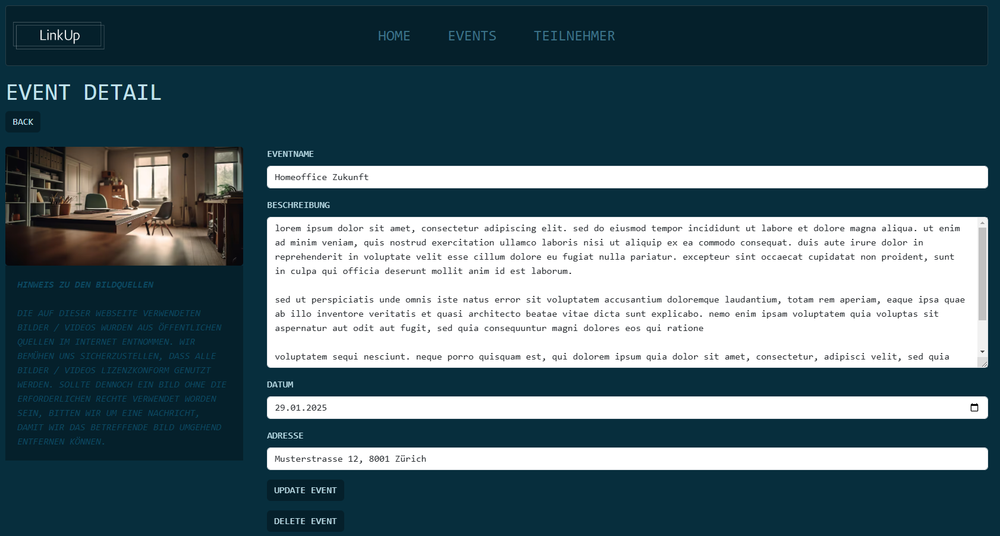 LinkUp
HOME EVENTS TEILNEHMER
EVENT DETAIL
BACK
HINWEIS ZU DEN BILDQUELLEN
DIE AUF DIESER WEBSEITE VERWENDETEN
BILDER / VIDEOS WURDEN AUS ÖFFENTLICHEN
QUELLEN IM INTERNET ENTNOMMEN. WIR
BEMÜHEN UNS SICHERZUSTELLEN, DASS ALLE
BILDER / VIDEOS LIZENZKONFORM GENUTZT
WERDEN. SOLLTE DENNOCH EIN BILD OHNE DIE
ERFORDERLICHEN RECHTE VERWENDET WORDEN
SEIN, BITTEN WIR UM EINE NACHRICHT,
DAMIT WIR DAS BETREFFENDE BILD UMGEHEND
ENTFERNEN KÖNNEN.
EVENTNAME
Homeoffice Zukunft
BESCHREIBUNG
lorem ipsum dolor sit amet, consectetur adipiscing elit. sed do eiusmod tempor incididunt ut labore et dolore magna aliqua. ut enim
ad minim veniam, quis nostrud exercitation ullamco laboris nisi ut aliquip ex ea commodo consequat. duis aute irure dolor in
reprehenderit in voluptate velit esse cillum dolore eu fugiat nulla pariatur. excepteur sint occaecat cupidatat non proident, sunt
in culpa qui officia deserunt mollit anim id est laborum.
sed ut perspiciatis unde omnis iste natus error sit voluptatem accusantium doloremque laudantium, totam rem aperiam, eaque ipsa quae
ab illo inventore veritatis et quasi architecto beatae vitae dicta sunt explicabo. nemo enim ipsam voluptatem quia voluptas sit
aspernatur aut odit aut fugit, sed quia consequuntur magni dolores eos qui ratione
voluptatem sequi nesciunt. neque porro quisquam est, qui dolorem ipsum quia dolor sit amet, consectetur, adipisci velit, sed quia
DATUM
29.01.2025
ADRESSE
Musterstrasse 12, 8001 Zürich
UPDATE EVENT
DELETE EVENT